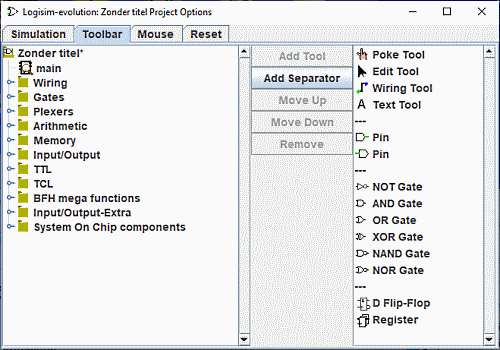 Logisim-evolution: Zonder titel Project Options
Simulation Toolbar Mouse Reset
Zonder titel*
main
Wiring
Gates
Plexers
Arithmetic
Memory
Input/Output
TTL
TCL
BFH mega functions
Input/Output-Extra
System On Chip components
Add Tool
Add Separator
Move Up
Move Down
Remove
Poke Tool
Edit Tool
Wiring Tool
A Text Tool
---
Pin
Pin
---
NOT Gate
AND Gate
OR Gate
XOR Gate
NAND Gate
NOR Gate
---
D Flip-Flop
Register